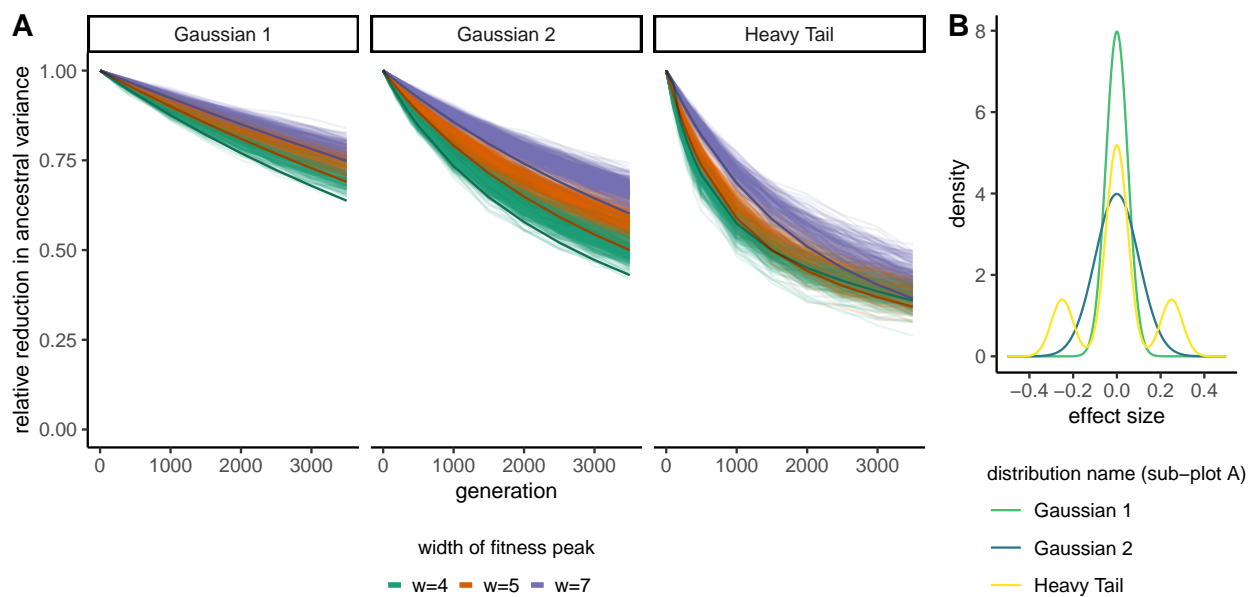 A
Gaussian 1
Gaussian 2
Heavy Tail
relative reduction in ancestral variance
1.00
0.75
0.50
0.25
0.00
0 1000 2000 3000
0 1000 2000 3000
0 1000 2000 3000
generation
width of fitness peak
w=4 w=5 w=7
B
density
8
6
4
2
0
−0.4 −0.2 0.0 0.2 0.4
effect size
distribution name (sub−plot A)
Gaussian 1
Gaussian 2
Heavy Tail